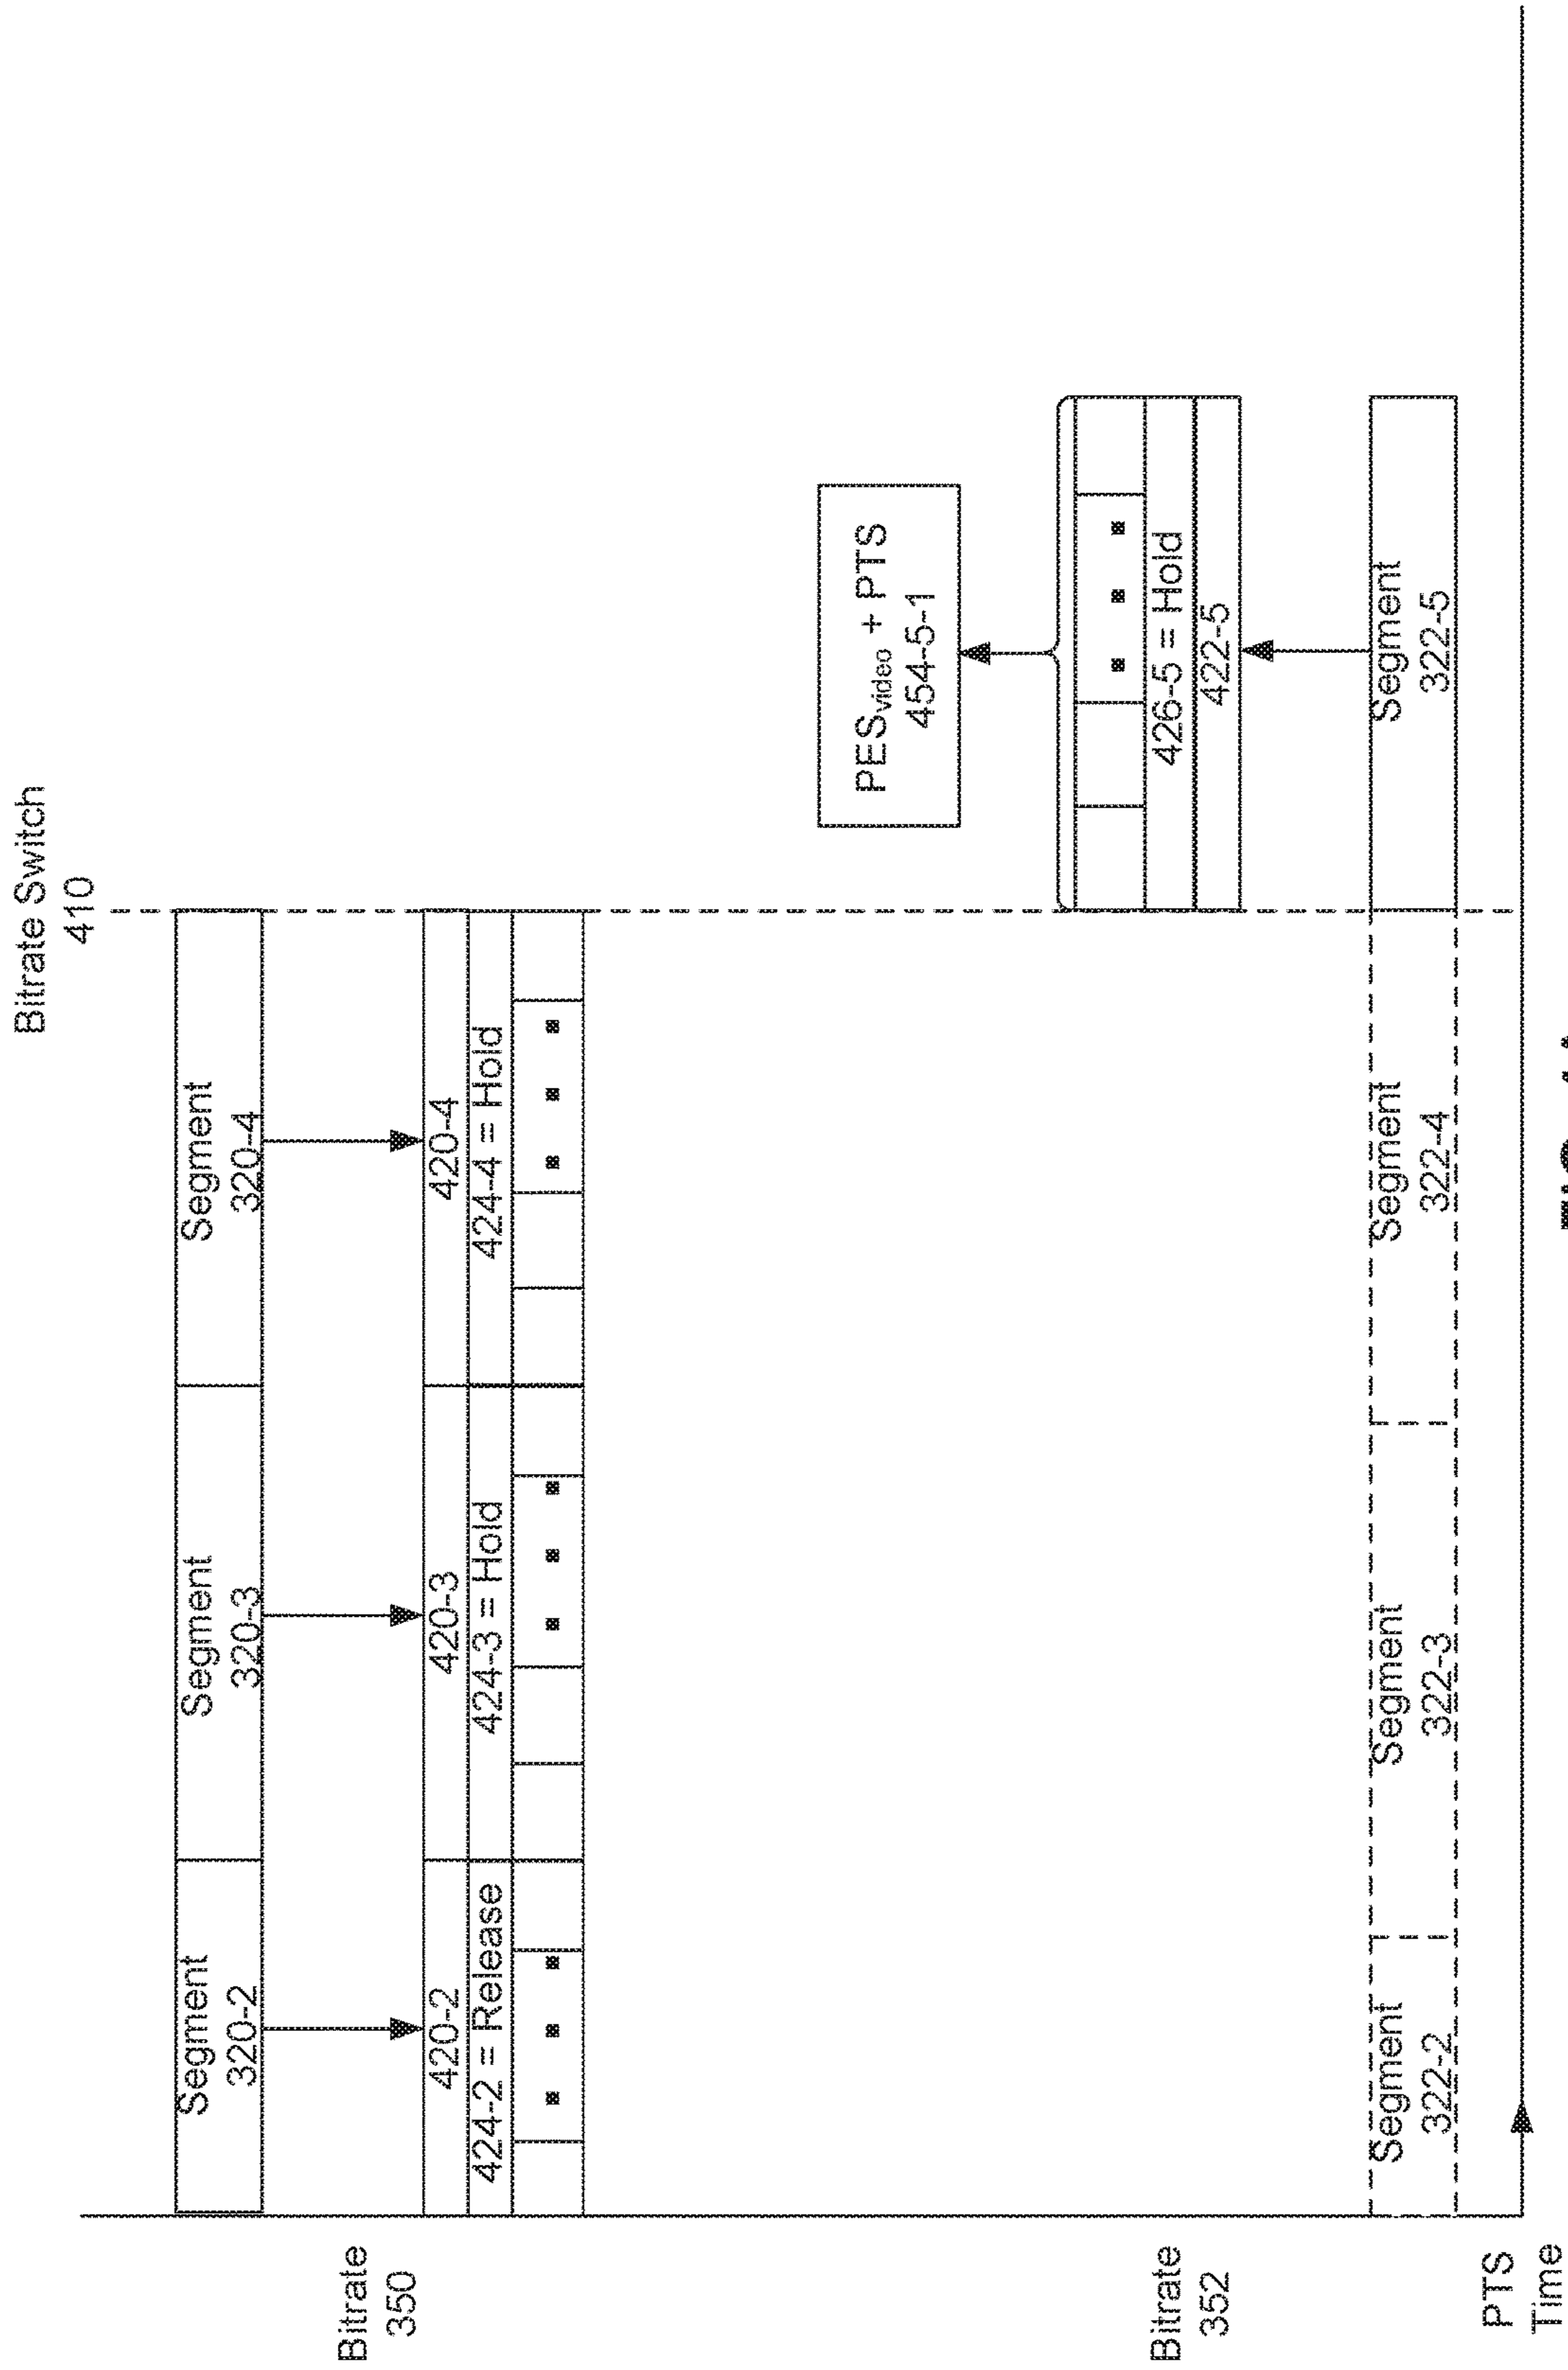 Bitrate Switch
410
Bitrate
350
Segment
320-2
Segment
320-3
Segment
320-4
420-2
420-3
420-4
424-2 = Release
424-3 = Hold
424-4 = Hold
PESvideo + PTS
454-5-1
Bitrate
352
426-5 = Hold
422-5
Segment
322-2
Segment
322-3
Segment
322-4
Segment
322-5
PTS
Time